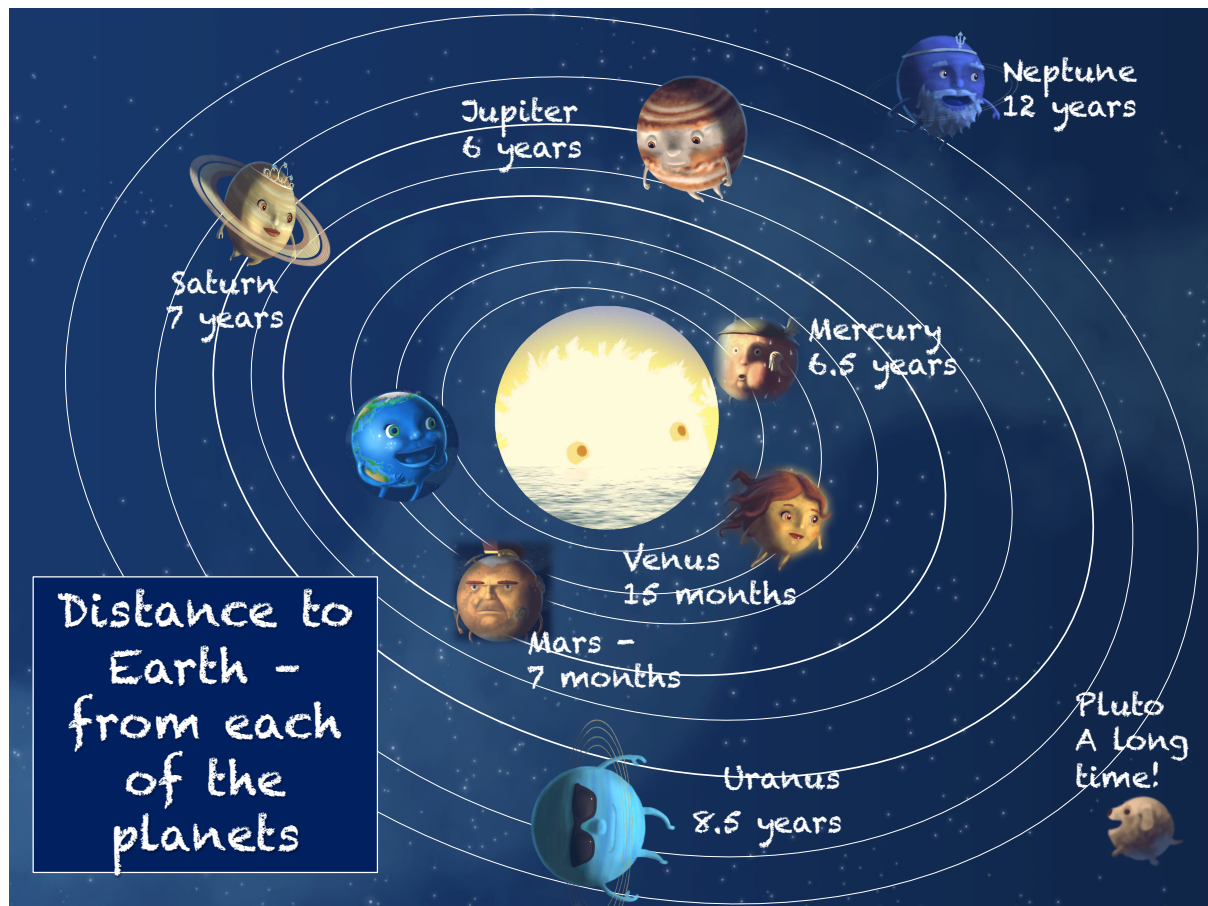 Neptune
12 years
Jupiter
6 years
Saturn
7 years
Mercury
6.5 years
Venus
15 months
Mars -
7 months
Distance to
Earth -
from each
of the
planets
Pluto
A long
time!
Uranus
8.5 years